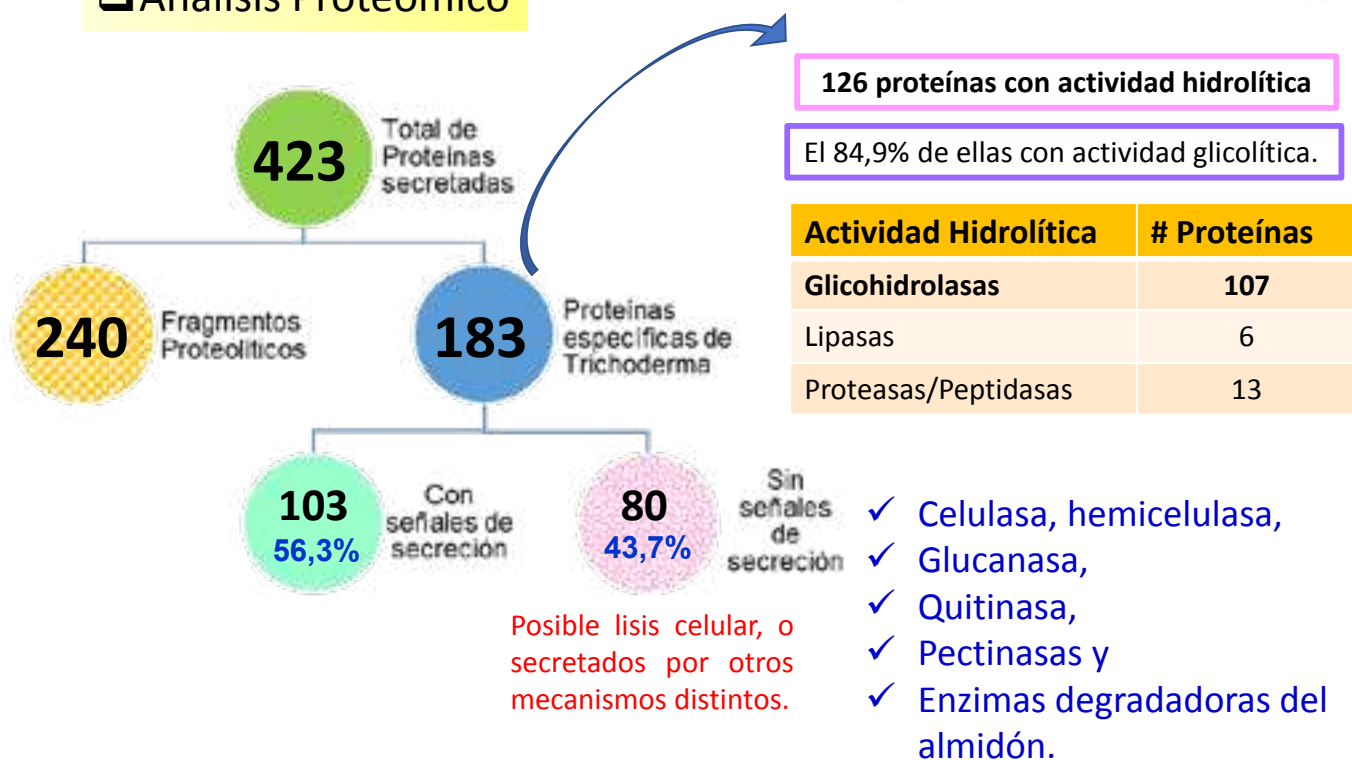 Análisis Proteómico
423
Total de
Proteinas
secretadas
240
Fragmentos
Proteolíticos
183
Proteínas
específicas de
Trichoderma
103
56,3%
Con
señales de
secreción
80
43,7%
Sin
señales
de
secreción
Posible lisis celular, o
secretados por otros
mecanismos distintos.
126 proteínas con actividad hidrolítica
El 84,9% de ellas con actividad glicolítica.
Actividad Hidrolítica # Proteínas
Glicohidrolasas 107
Lipasas 6
Proteasas/Peptidasas 13
✓ Celulasa, hemicelulasa,
✓ Glucanasa,
✓ Quitinasa,
✓ Pectinasas y
✓ Enzimas degradadoras del
almidón.